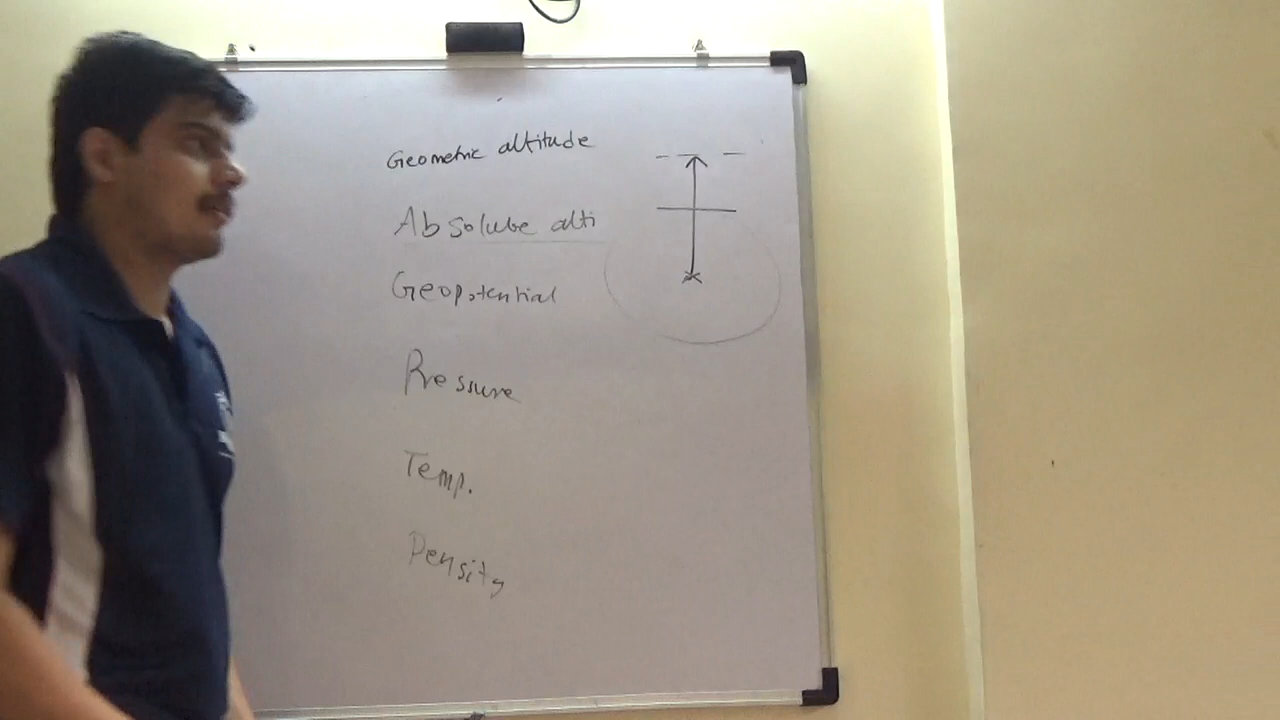 Geometric altitude
Absolute alti
Geopotential
Pressure
Temp.
Density